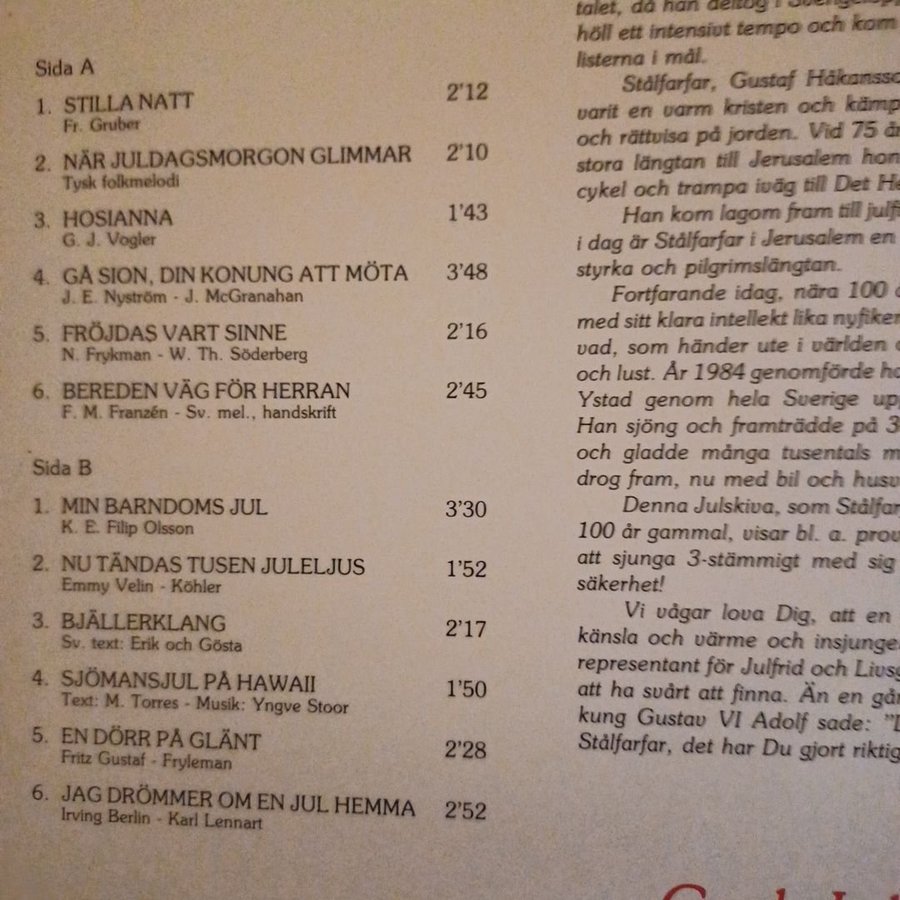 Sida A
1. STILLA NATT 2'12
Fr. Gruber
2. NÄR JULDAGSMORGON GLIMMAR 2'10
Tysk folkmelodi
3. HOSIANNA 1'43
G. J. Vogler
4. GÅ SION, DIN KONUNG ATT MÖTA 3'48
J. E. Nyström - J. McGranahan
5. FRÖJDAS VART SINNE 2'16
N. Frykman - W. Th. Söderberg
6. BEREDEN VÄG FÖR HERRAN 2'45
F. M. Franzén - Sv. mel., handskrift
Sida B
1. MIN BARNDOMS JUL 3'30
K. E. Filip Olsson
2. NU TÄNDAS TUSEN JULELJUS 1'52
Emmy Velin - Köhler
3. BJÄLLERKLANG 2'17
Sv. text: Erik och Gösta
4. SJÖMANSJUL PÅ HAWAII 1'50
Text: M. Torres - Musik: Yngve Stoor
5. EN DÖRR PÅ GLÄNT 2'28
Fritz Gustaf - Fryleman
6. JAG DRÖMMER OM EN JUL HEMMA 2'52
Irving Berlin - Karl Lennart
talet, då han deltog i
höll ett intensivt tempo och kom
listerna i mål.
Stålfarfar, Gustaf Håkansso
varit en varm kristen och kämp
och rättvisa på jorden. Vid 75 år
stora längtan till Jerusalem hon
cykel och trampa iväg till Det He
Han kom lagom fram till julfi
i dag är Stålfarfar i Jerusalem en
styrka och pilgrimslängtan.
Fortfarande idag, nära 100
med sitt klara intellekt lika nyfiken
vad, som händer ute i världen
och lust. År 1984 genomförde ha
Ystad genom hela Sverige upp
Han sjöng och framträdde på 3
och gladde många tusentals m
drog fram, nu med bil och husv
Denna Julskiva, som Stålfar
100 år gammal, visar bl. a. prov
att sjunga 3-stämmigt med sig
säkerhet!
Vi vågar lova Dig, att en
känsla och värme och insjunge
representant för Julfrid och Livsg
att ha svårt att finna. Än en gån
kung Gustav VI Adolf sade: "D
Stålfarfar, det har Du gjort riktig